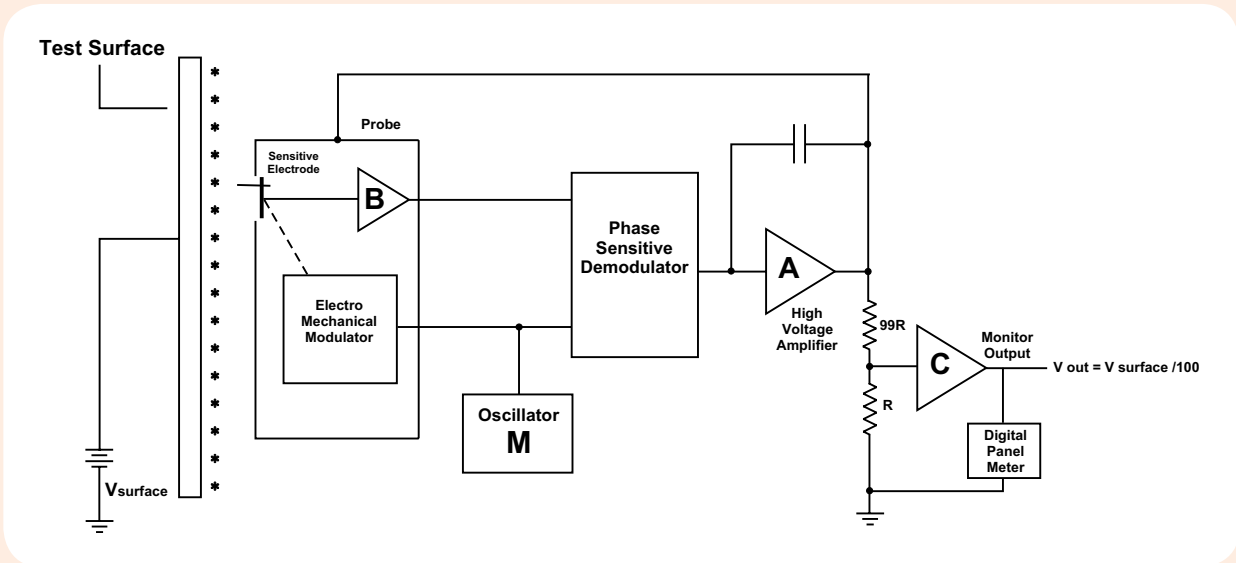 Test Surface
Probe
Sensitive
Electrode
B
Electro
Mechanical
Modulator
Phase
Sensitive
Demodulator
Oscillator
M
A
High
Voltage
Amplifier
99R
R
C
Monitor
Output
V out = V surface /100
Digital
Panel
Meter
Vsurface